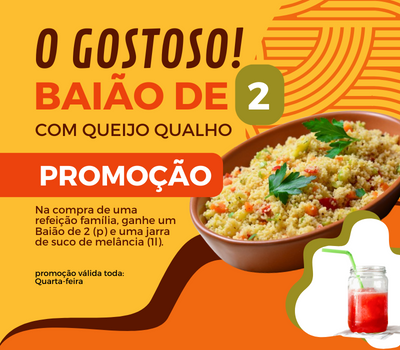 O GOSTOSO!
BAIÃO DE 2
COM QUEIJO QUALHO
PROMOÇÃO
Na compra de uma
refeição família, ganhe um
Baião de 2 (p) e uma jarra
de suco de melância (1l).
promoção válida toda:
Quarta-feira